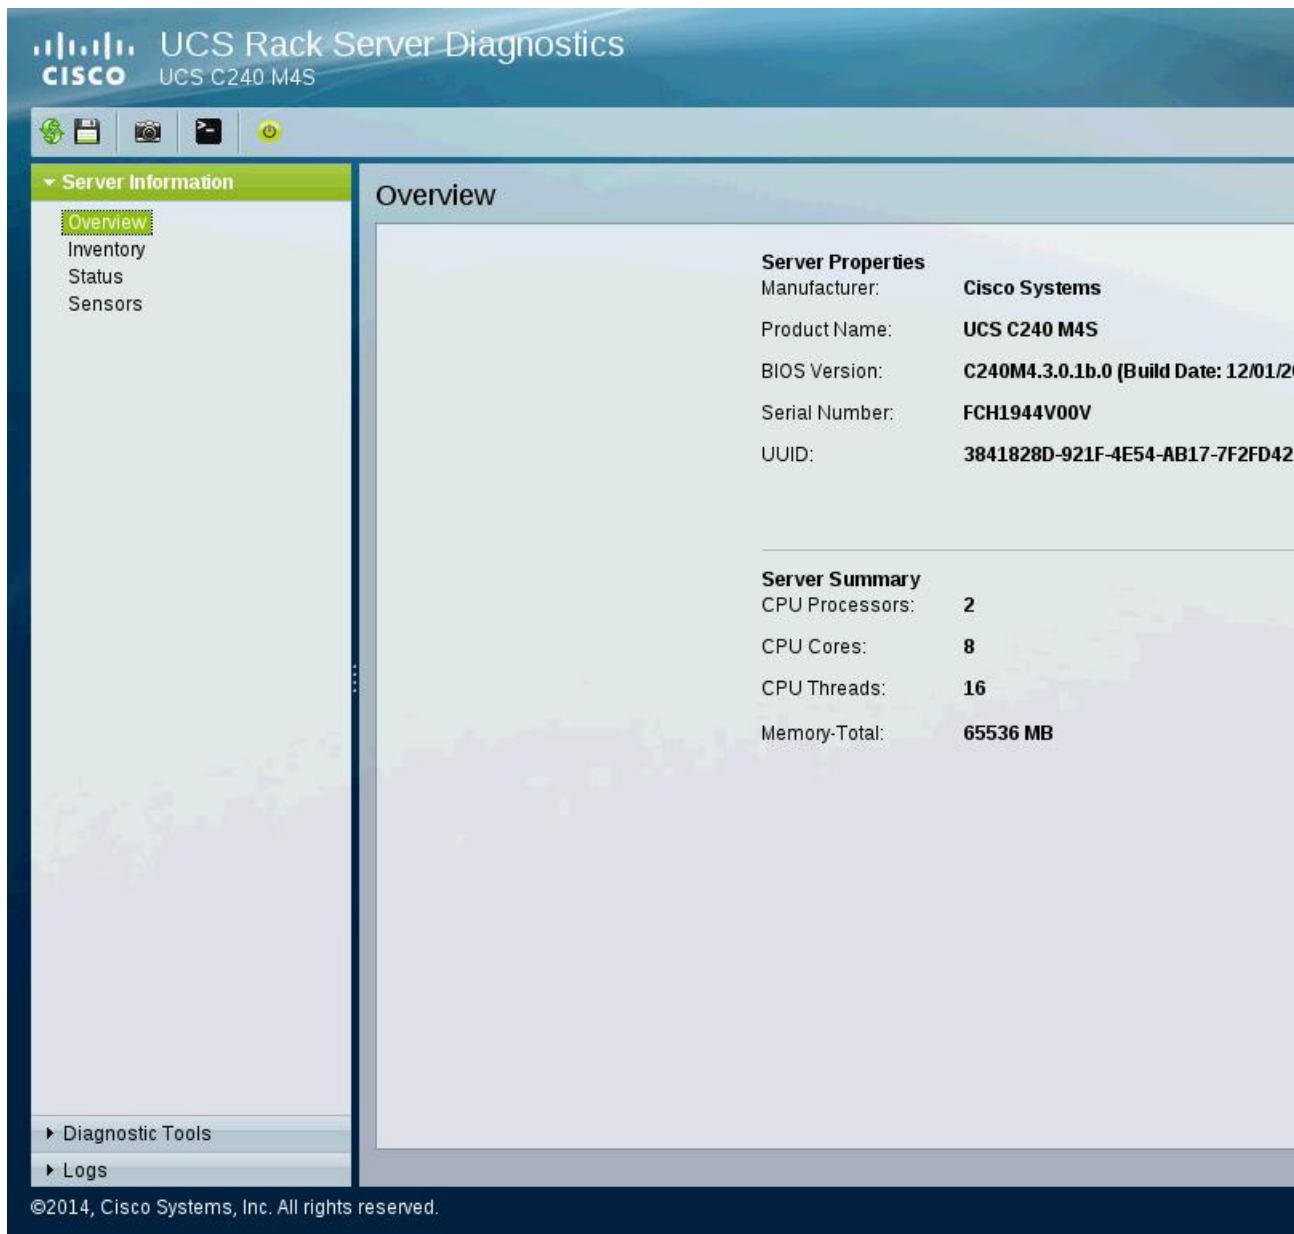 CISCO
UCS Rack Server Diagnostics
UCS C240 M4S
Server Information
Overview
Inventory
Status
Sensors
Diagnostic Tools
Logs
Overview
Server Properties
Manufacturer: Cisco Systems
Product Name: UCS C240 M4S
BIOS Version: C240M4.3.0.1b.0 (Build Date: 12/01/20
Serial Number: FCH1944V00V
UUID: 3841828D-921F-4E54-AB17-7F2FD42
Server Summary
CPU Processors: 2
CPU Cores: 8
CPU Threads: 16
Memory-Total: 65536 MB
©2014, Cisco Systems, Inc. All rights reserved.